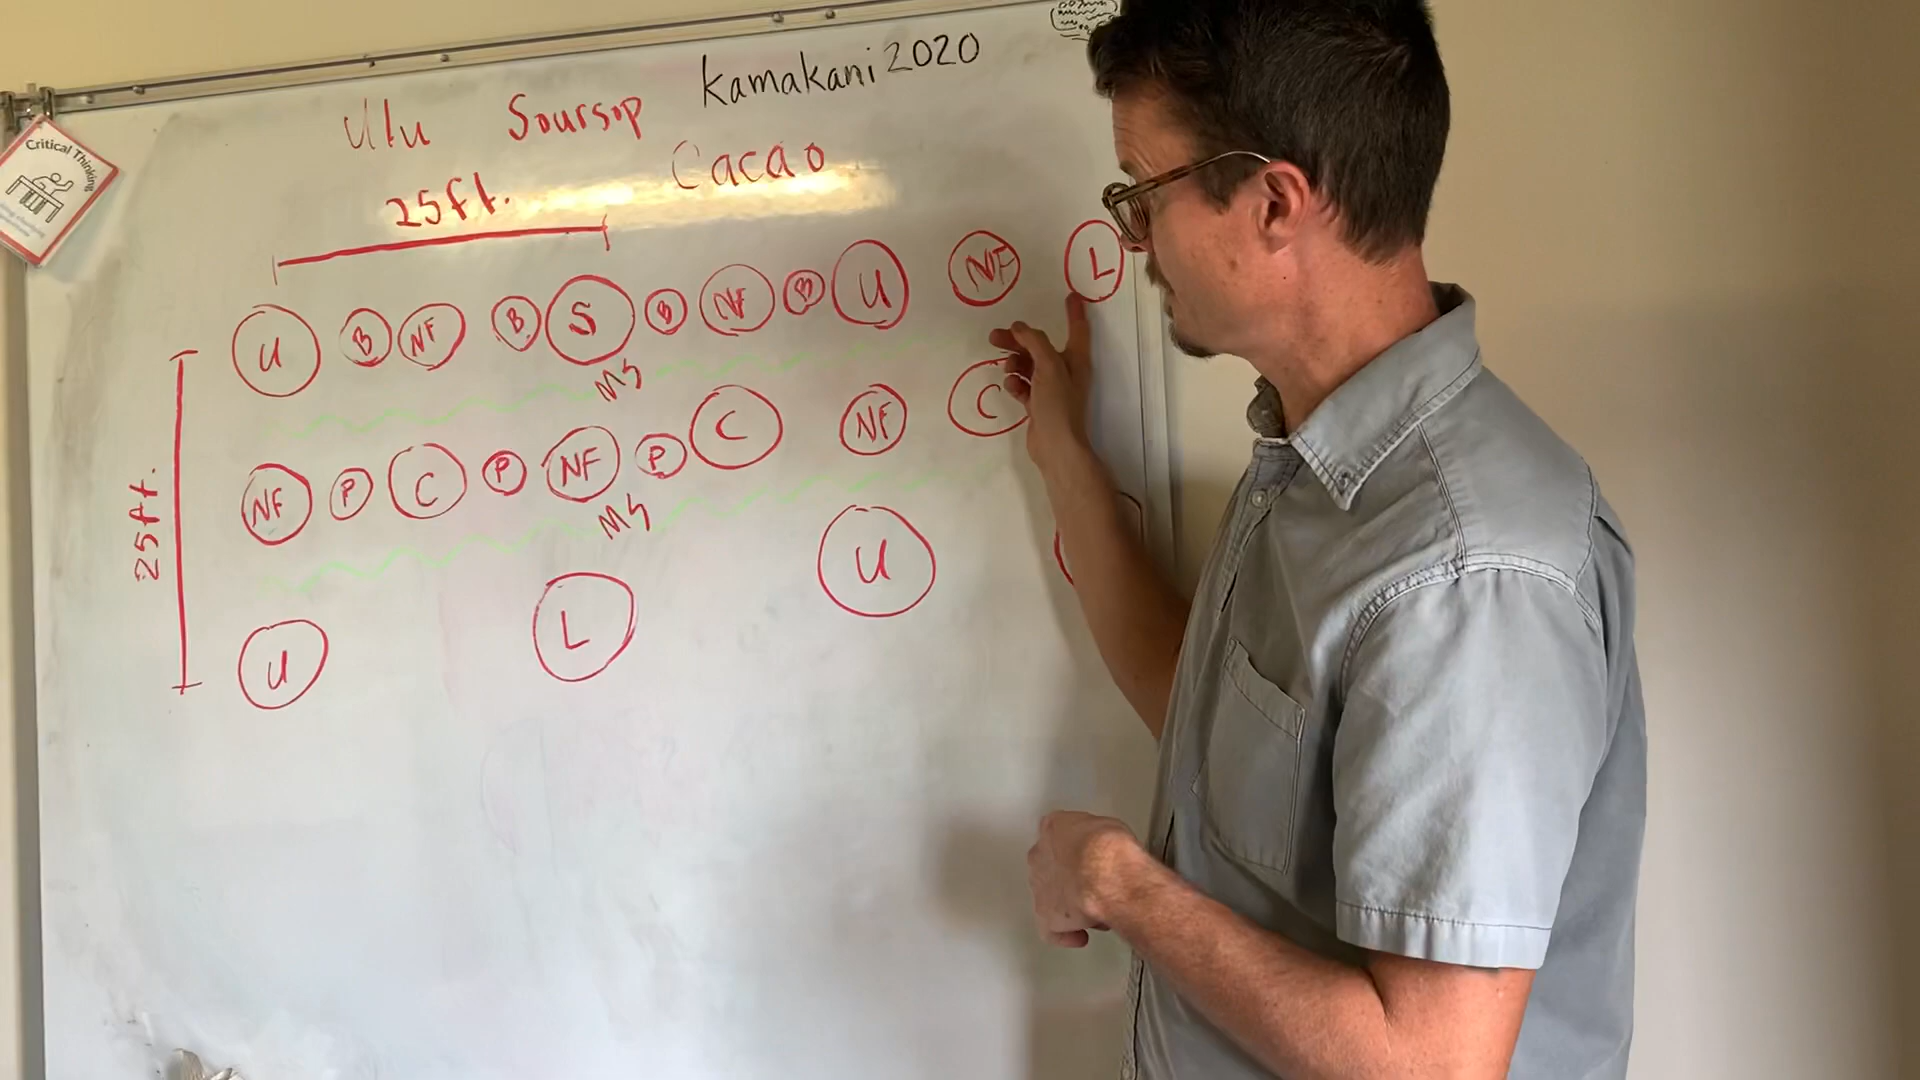 Kamakani 2020
Ulu Soursop
Cacao
25ft.
Critical Thinking
U B NF B S B NF B U NF L
MS
25ft.
NF P C P NF P C NF C
MS
U L U